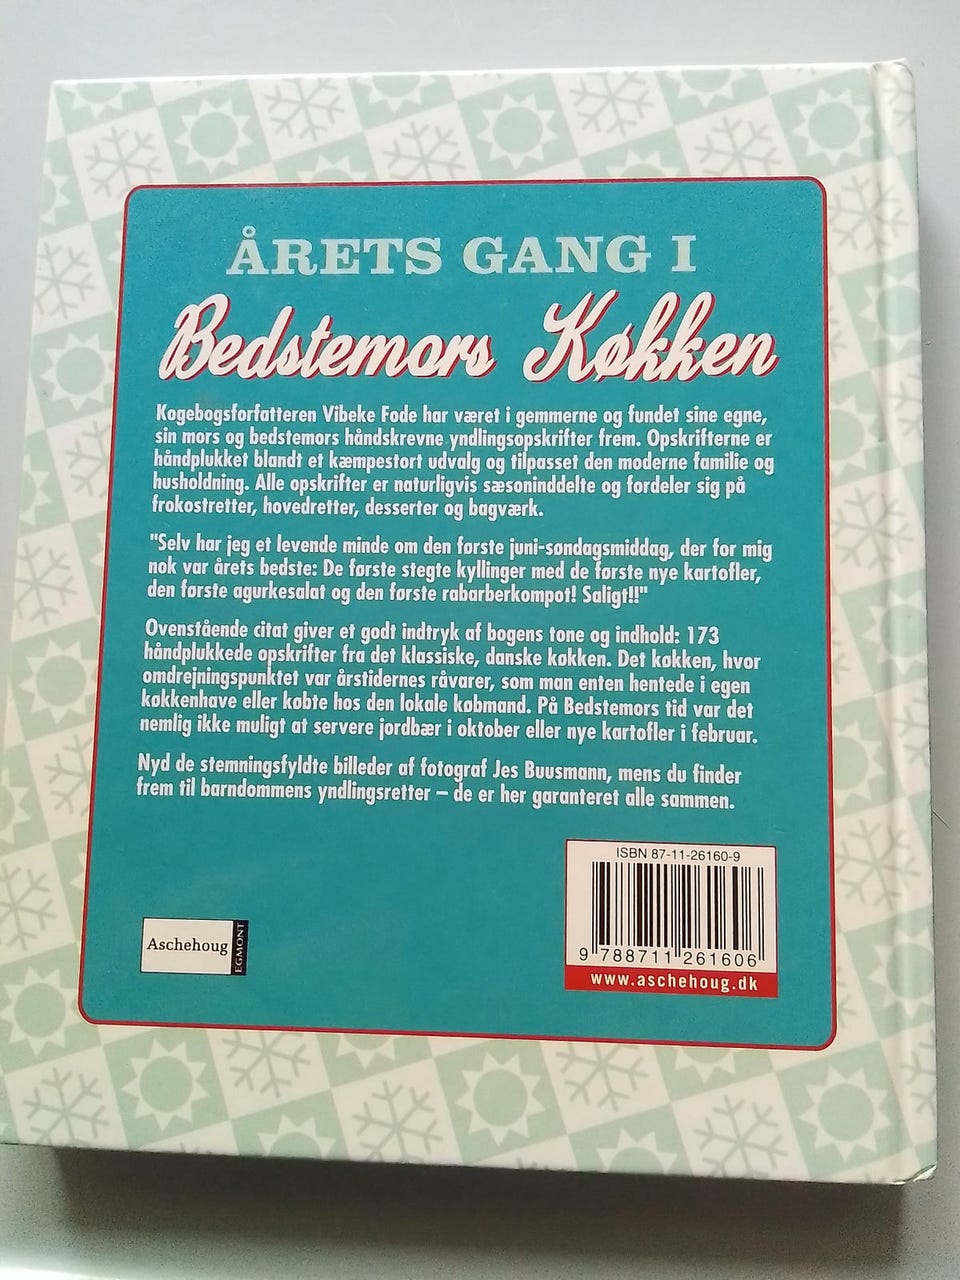 ÅRETS GANG I
Bedstemors Køkken
Kogebogsforfatteren Vibeke Fode har været i gemmerne og fundet sine egne,
sin mors og bedstemors håndskrevne yndlingsopskrifter frem. Opskrifterne er
håndplukket blandt et kæmpestort udvalg og tilpasset den moderne familie og
husholdning. Alle opskrifter er naturligvis sæsoninddelte og fordeler sig på
frokostretter, hovedretter, desserter og bagværk.
"Selv har jeg et levende minde om den første juni-søndagsmiddag, der for mig
nok var årets bedste: De første stegte kyllinger med de første nye kartofler,
den første agurkesalat og den første rabarberkompot! Saligt!!"
Ovenstående citat giver et godt indtryk af bogens tone og indhold: 173
håndplukkede opskrifter fra det klassiske, danske køkken. Det køkken, hvor
omdrejningspunktet var årstidernes råvarer, som man enten hentede i egen
køkkenhave eller købte hos den lokale købmand. På Bedstemors tid var det
nemlig ikke muligt at servere jordbær i oktober eller nye kartofler i februar.
Nyd de stemningsfyldte billeder af fotograf Jes Buusmann, mens du finder
frem til barndommens yndlingsretter – de er her garanteret alle sammen.
ISBN 87-11-26160-9
9 788711 261606
www.aschehoug.dk
Aschehoug
EGMONT